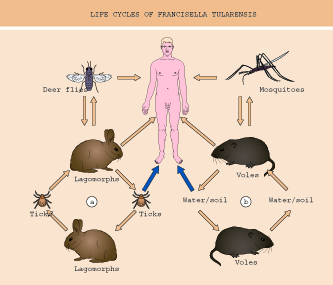 LIFE CYCLES OF FRANCISELLA TULARENSIS
Deer flies
Mosquitoes
Lagomorphs
Voles
Ticks
a
Ticks
Water/soil
b
Water/soil
Lagomorphs
Voles